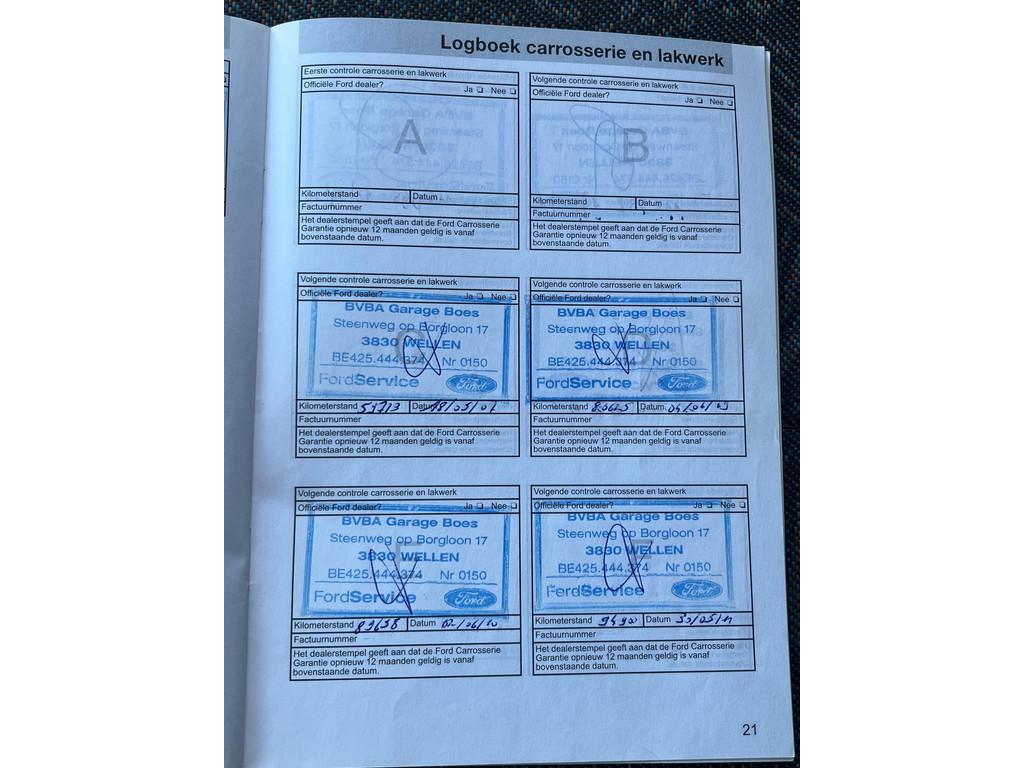 Logboek carrosserie en lakwerk
Eerste controle carrosserie en lakwerk
Officiële Ford dealer? Ja ❏ Nee ❏
A
Kilometerstand Datum
Factuurnummer
Het dealerstempel geeft aan dat de Ford Carrosserie
Garantie opnieuw 12 maanden geldig is vanaf
bovenstaande datum.
Volgende controle carrosserie en lakwerk
Officiële Ford dealer? Ja ❏ Nee ❏
B
Kilometerstand Datum
Factuurnummer
Het dealerstempel geeft aan dat de Ford Carrosserie
Garantie opnieuw 12 maanden geldig is vanaf
bovenstaande datum.
Volgende controle carrosserie en lakwerk
Officiële Ford dealer? Ja ❏ Nee ❏
BVBA Garage Boes
Steenweg op Borgloon 17
3830 WELLEN
BE425.444.374 Nr 0150
FordService Ford
Kilometerstand Datum
Factuurnummer
Het dealerstempel geeft aan dat de Ford Carrosserie
Garantie opnieuw 12 maanden geldig is vanaf
bovenstaande datum.
Volgende controle carrosserie en lakwerk
Officiële Ford dealer? Ja ❏ Nee ❏
BVBA Garage Boes
Steenweg op Borgloon 17
3830 WELLEN
BE425.444.374 Nr 0150
FordService Ford
Kilometerstand Datum
Factuurnummer
Het dealerstempel geeft aan dat de Ford Carrosserie
Garantie opnieuw 12 maanden geldig is vanaf
bovenstaande datum.
Volgende controle carrosserie en lakwerk
Officiële Ford dealer? Ja ❏ Nee ❏
BVBA Garage Boes
Steenweg op Borgloon 17
3830 WELLEN
BE425.444.374 Nr 0150
FordService Ford
Kilometerstand 89658 Datum 02/06/10
Factuurnummer
Het dealerstempel geeft aan dat de Ford Carrosserie
Garantie opnieuw 12 maanden geldig is vanaf
bovenstaande datum.
Volgende controle carrosserie en lakwerk
Officiële Ford dealer? Ja ❏ Nee ❏
BVBA Garage Boes
Steenweg op Borgloon 17
3830 WELLEN
BE425.444.374 Nr 0150
FordService Ford
Kilometerstand Datum 30/05/11
Factuurnummer
Het dealerstempel geeft aan dat de Ford Carrosserie
Garantie opnieuw 12 maanden geldig is vanaf
bovenstaande datum.
21